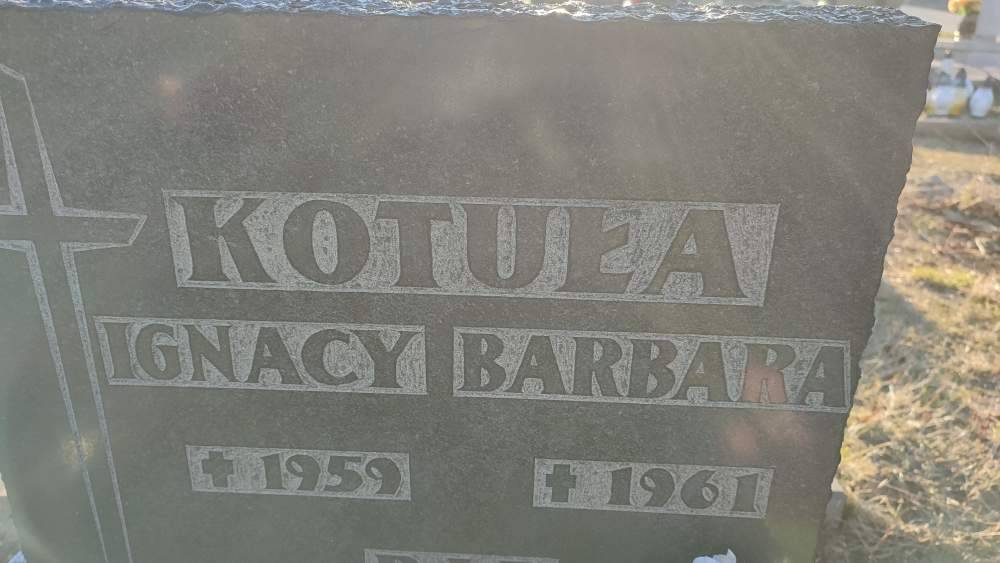 KOTUŁA
IGNACY BARBARA
✝ 1959 ✝ 1961